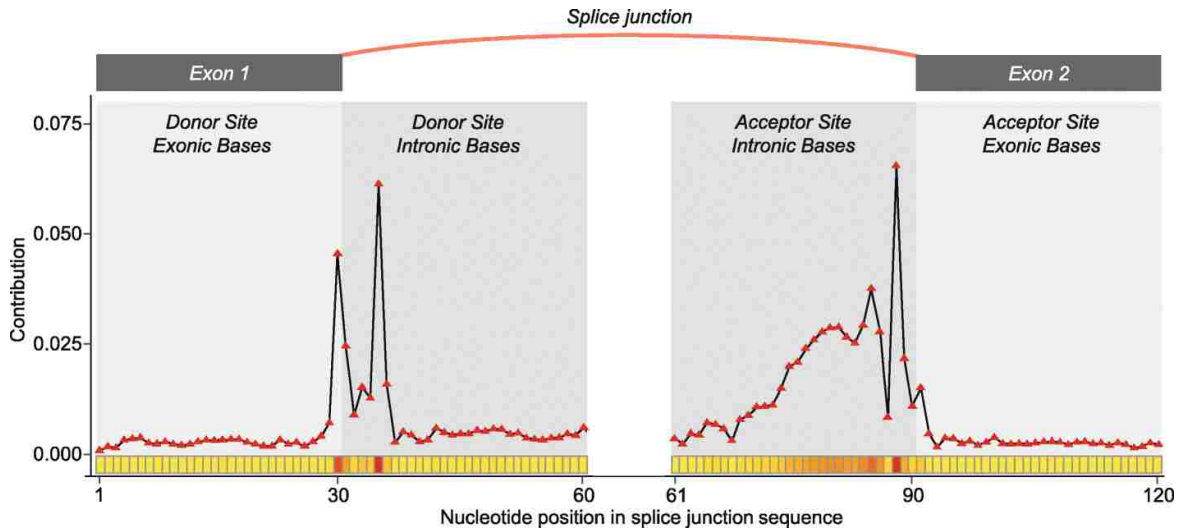 Splice junction
Exon 1
Exon 2
Donor Site
Exonic Bases
Donor Site
Intronic Bases
Acceptor Site
Intronic Bases
Acceptor Site
Exonic Bases
0.075
0.050
0.025
0.000
Contribution
1
30
60
61
90
120
Nucleotide position in splice junction sequence